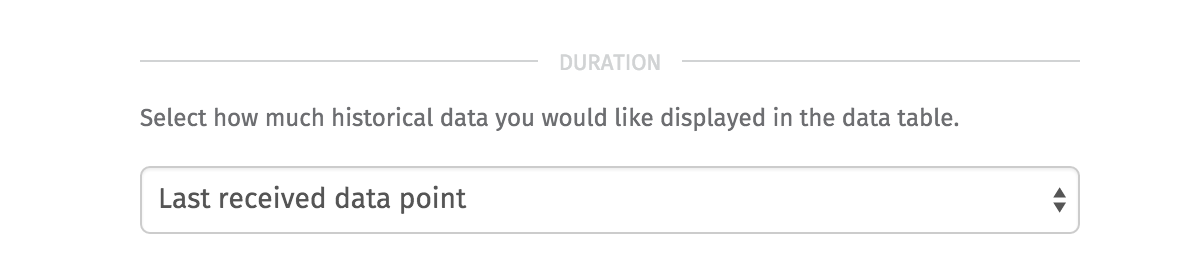 DURATION
Select how much historical data you would like displayed in the data table.
Last received data point